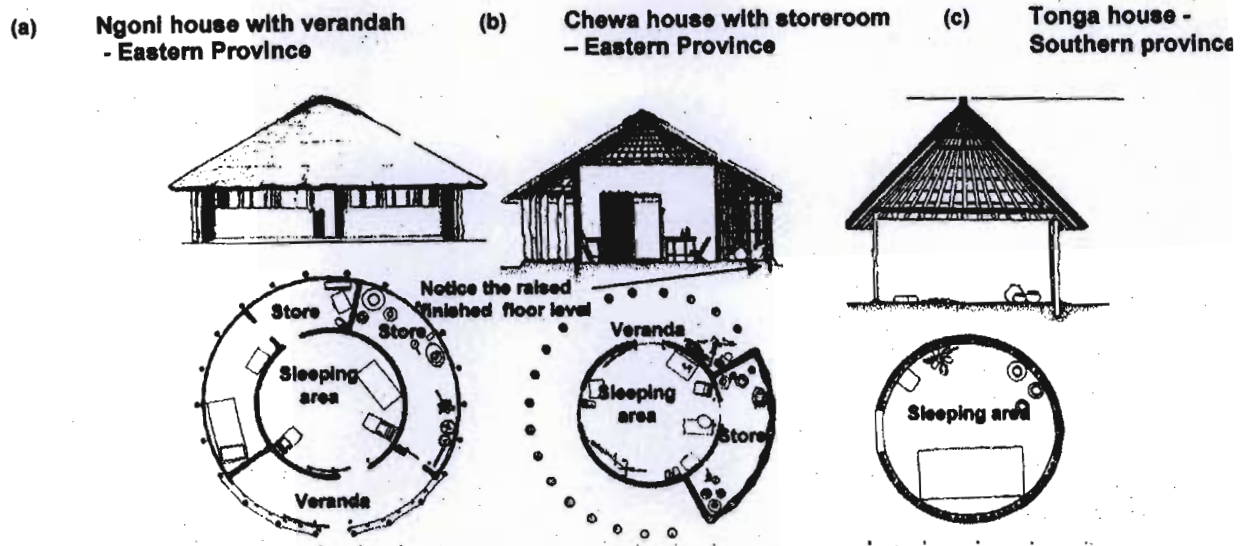 (a) Ngoni house with verandah
- Eastern Province
(b) Chewa house with storeroom
– Eastern Province
(c) Tonga house -
Southern province
Notice the raised
finished floor level
Store
Store
Sleeping
area
Veranda
Veranda
Sleeping
area
Store
Sleeping area